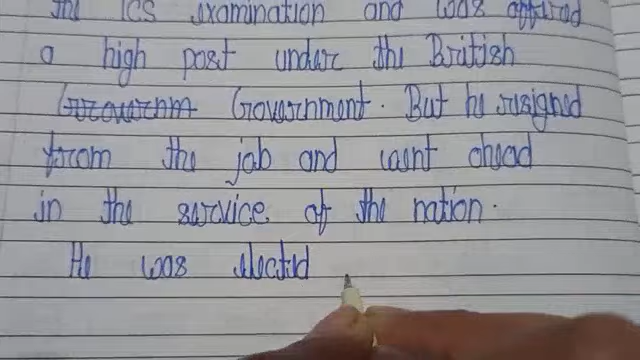 The ICS examination and was offered
a high post under the British
Governm Government. But he resigned
from the job and went ahead
in the service of the nation.
He was elected